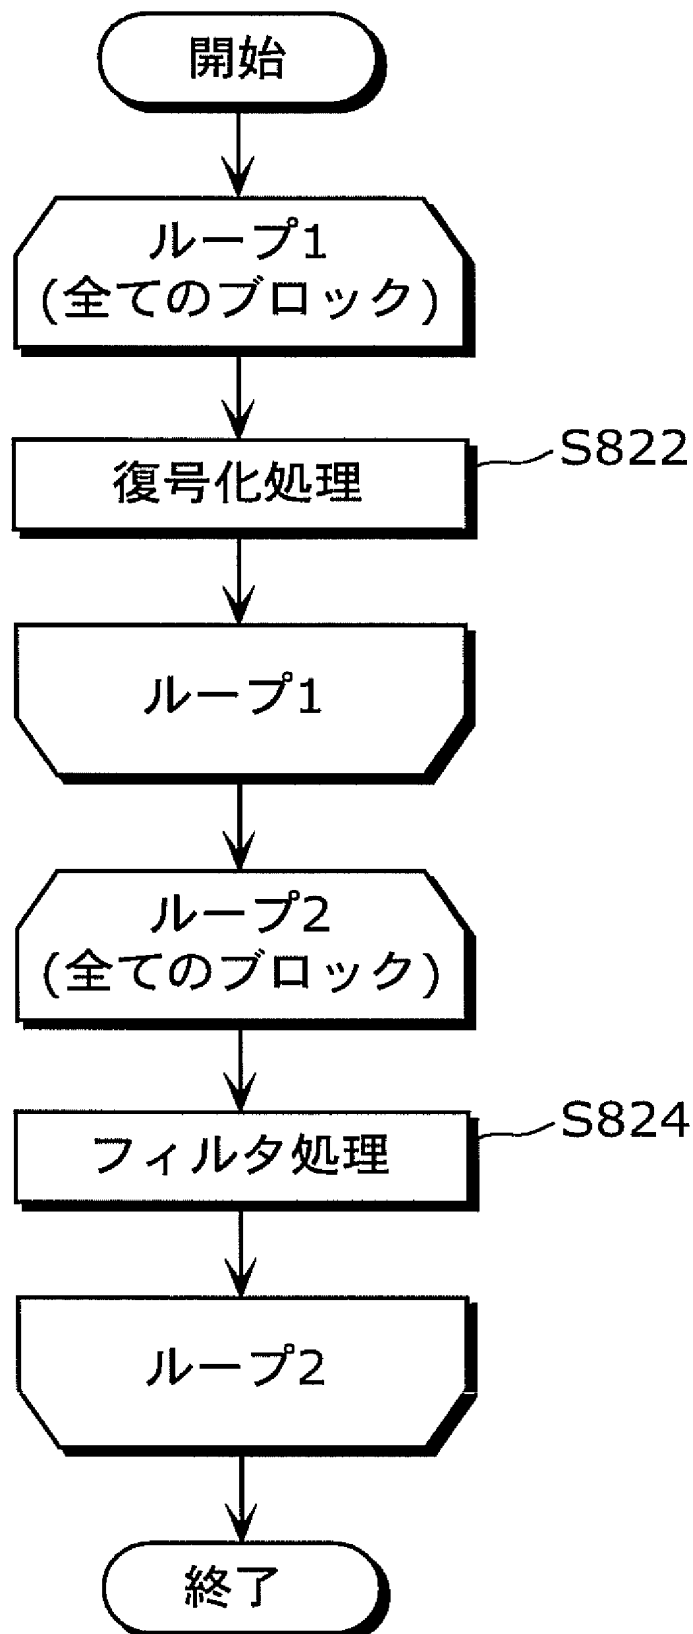 開始
ループ1
(全てのブロック)
復号化処理
S822
ループ1
ループ2
(全てのブロック)
フィルタ処理
S824
ループ2
終了